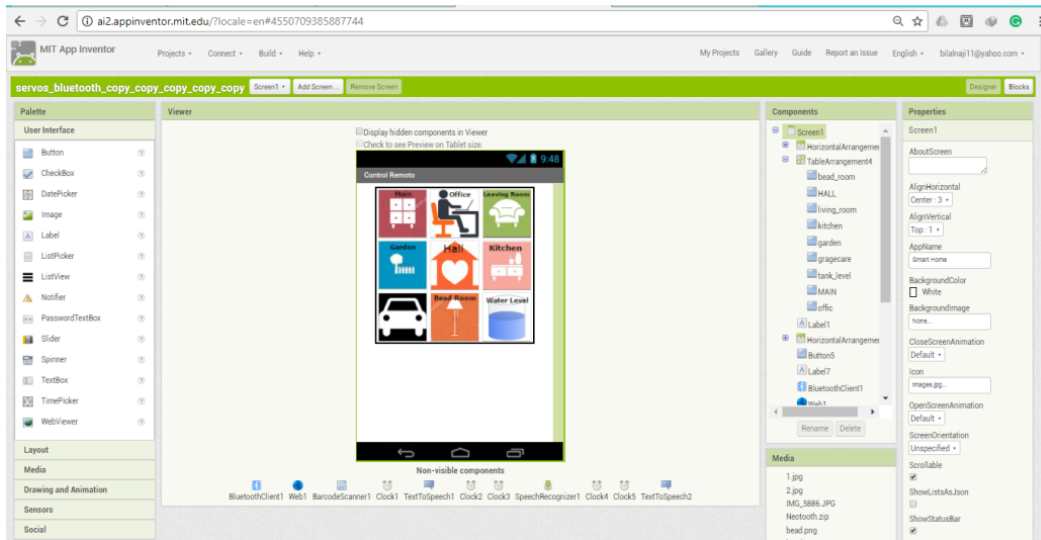 ai2.appinventor.mit.edu/?locale=en#4550709385887744
MIT App Inventor
Projects
Connect
Build
Help
My Projects
Gallery
Guide
Report an Issue
English
bilalnaji11@yahoo.com
servos_bluetooth_copy_copy_copy_copy_copy
Screen1
Add Screen...
Remove Screen
Designer
Blocks
Palette
User Interface
Button
CheckBox
DatePicker
Image
Label
ListPicker
ListView
Notifier
PasswordTextBox
Slider
Spinner
TextBox
TimePicker
WebViewer
Layout
Media
Drawing and Animation
Sensors
Social
Viewer
Display hidden components in Viewer
Check to see Preview on Tablet size.
9:48
Control Remoto
Main
Office
Leaving Room
Garden
Hall
Kitchen
Bead Room
Water Level
Non-visible components
BluetoothClient1 Web1 BarcodeScanner1 Clock1 TextToSpeech1 Clock2 Clock3 SpeechRecognizer1 Clock4 Clock5 TextToSpeech2
Components
Screen1
HorizontalArrangemen
TableArrangement4
bead_room
HALL
living_room
kitchen
garden
gragecare
tank_level
MAIN
offic
Label1
HorizontalArrangemen
Button5
Label7
BluetoothClient1
Web1
Rename
Delete
Media
1.jpg
2.jpg
IMG_5886.JPG
Neotooth.zip
bead.png
Properties
Screen1
AboutScreen
AlignHorizontal
Center : 3
AlignVertical
Top : 1
AppName
Smart Home
BackgroundColor
White
BackgroundImage
None...
CloseScreenAnimation
Default
Icon
images.jpg...
OpenScreenAnimation
Default
ScreenOrientation
Unspecified
Scrollable
ShowListsAsJson
ShowStatusBar